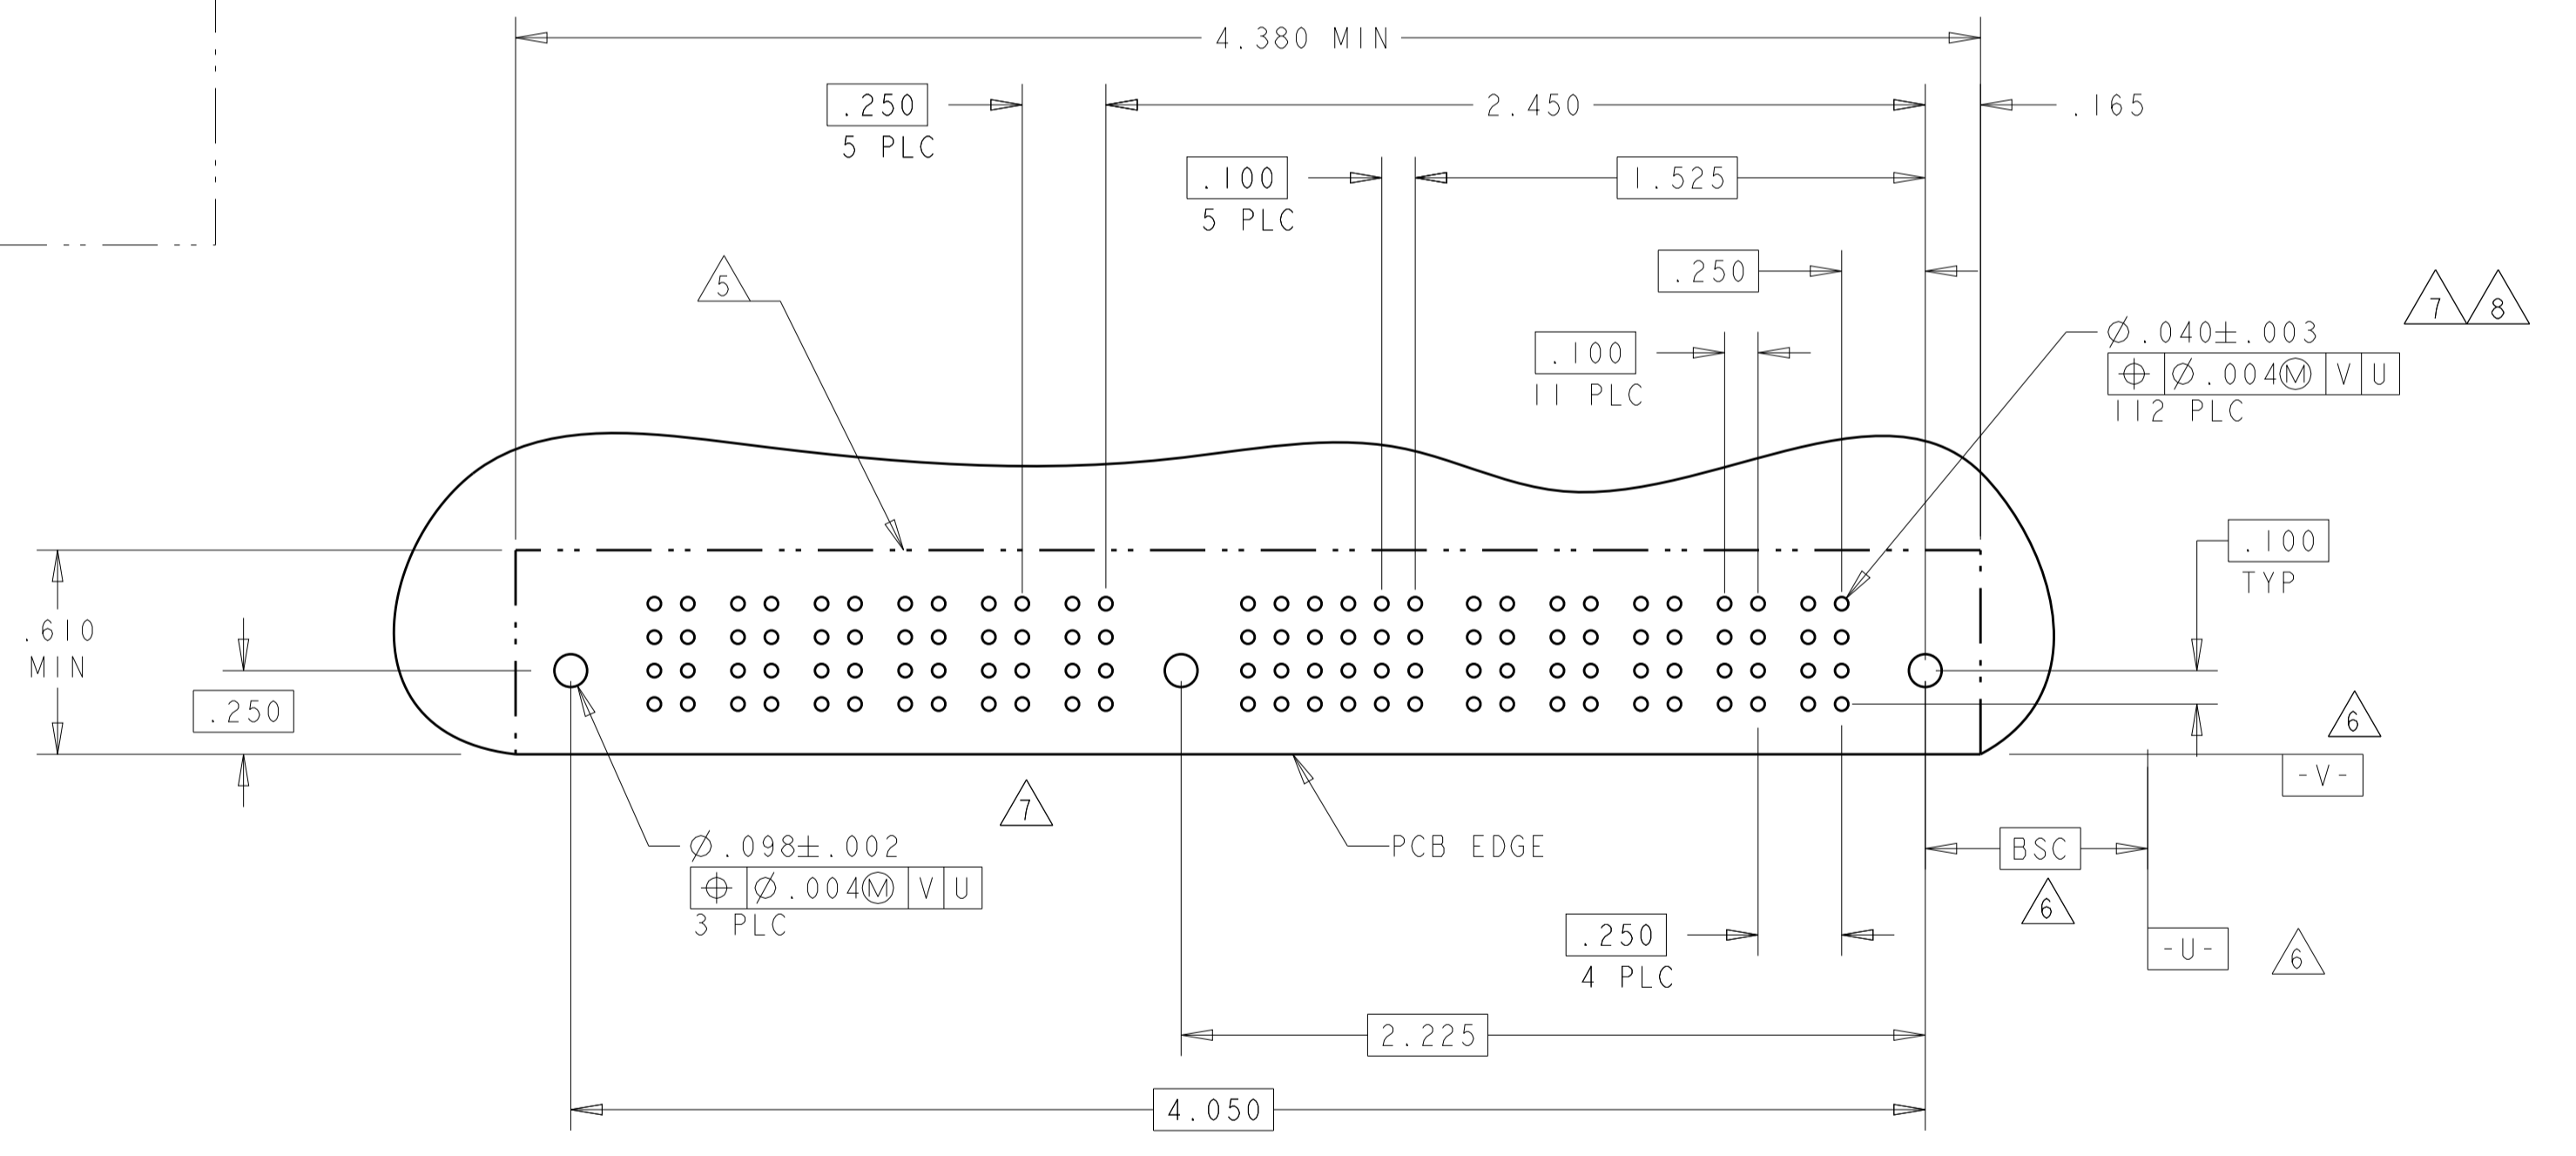 4.380 MIN
.250
5 PLC
2.450
.165
.100
5 PLC
1.525
.250
5
7
8
Ø.040±.003
⌖ Ø.004Ⓜ V U
112 PLC
.100
11 PLC
.100
TYP
.610
MIN
.250
6
-V-
7
Ø.098±.002
⌖ Ø.004Ⓜ V U
3 PLC
PCB EDGE
BSC
6
.250
4 PLC
-U-
6
2.225
4.050